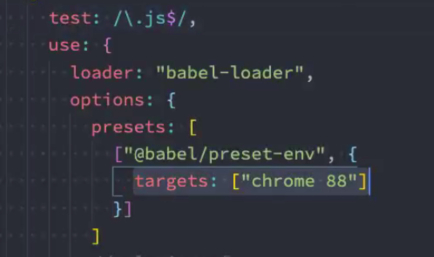 test: /\.js$/,
use: {
loader: "babel-loader",
options: {
presets: [
["@babel/preset-env", {
targets: ["chrome 88"]
}]
]